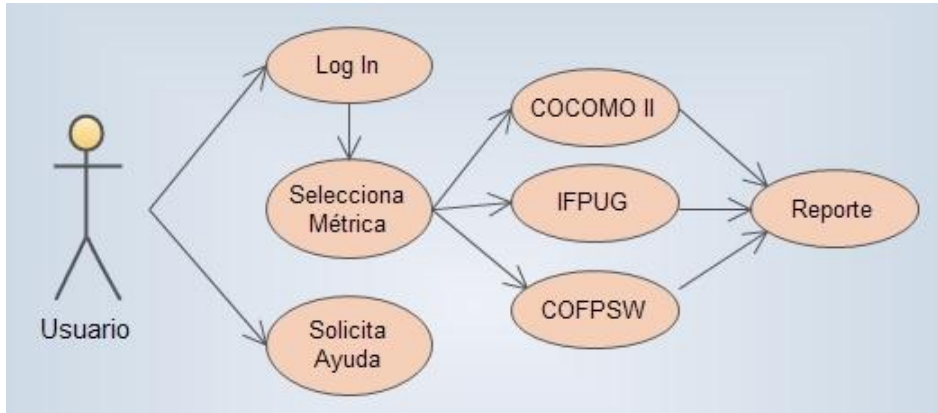 Log In
COCOMO II
Selecciona
Métrica
IFPUG
Reporte
COFPSW
Usuario
Solicita
Ayuda